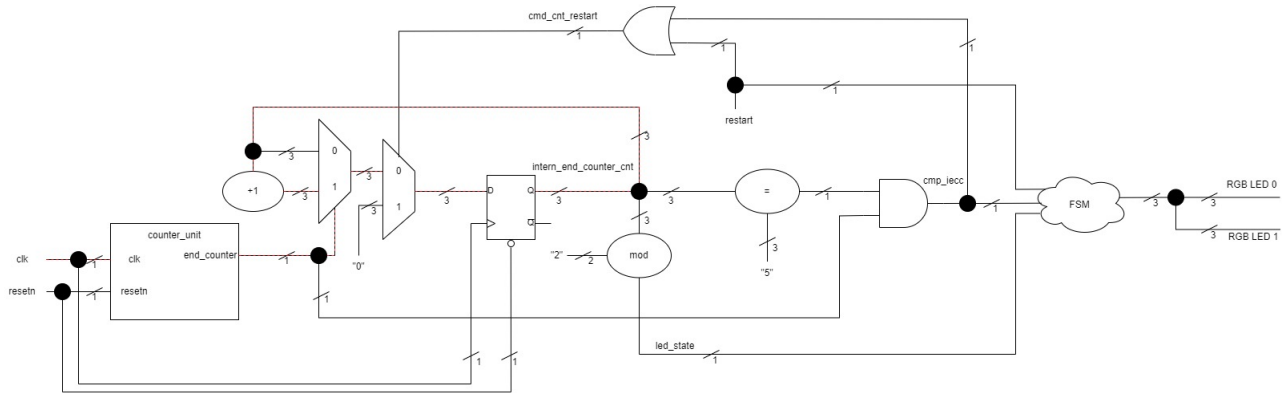 cmd_cnt_restart
1
1
1
1
restart
3
0
3
1
+1
3
3
0
1
3
"0"
3
D
Q
Q
intern_end_counter_cnt
3
3
3
=
3
"5"
1
cmp_iecc
1
FSM
3
3
RGB LED 0
3
RGB LED 1
counter_unit
clk
1
clk
end_counter
1
resetn
1
resetn
1
"2"
2
mod
1
1
led_state
1